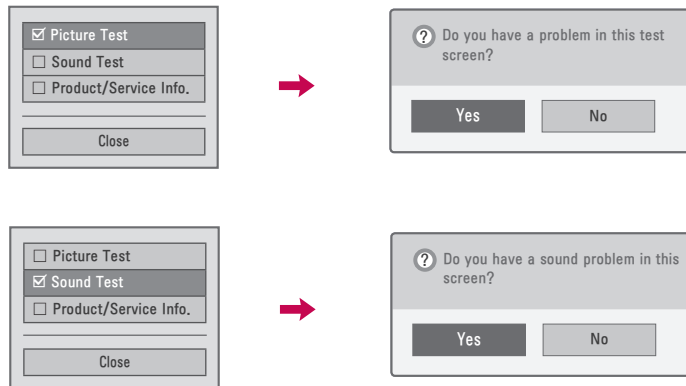 Picture Test
Sound Test
Product/Service Info.
Close
? Do you have a problem in this test
screen?
Yes No
Picture Test
Sound Test
Product/Service Info.
Close
? Do you have a sound problem in this
screen?
Yes No